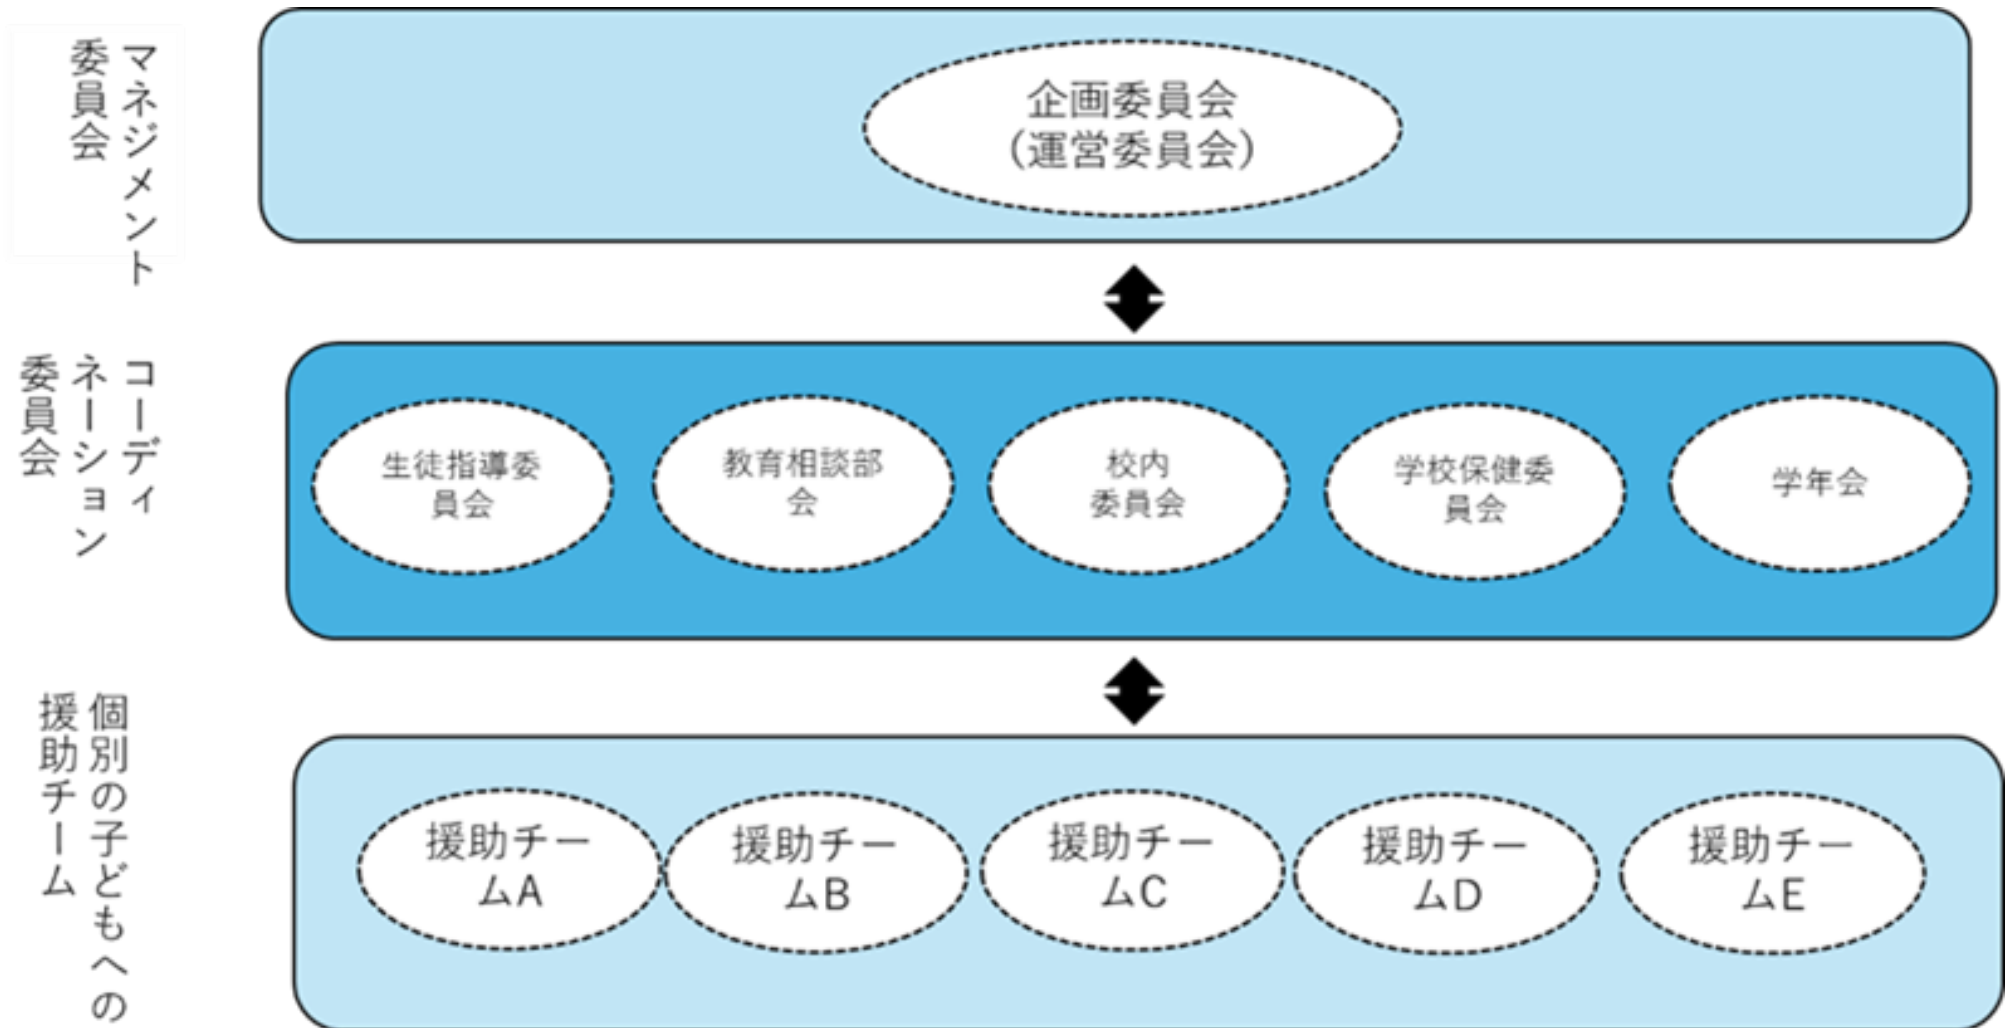 マネジメント
委員会
企画委員会
(運営委員会)
コーディ
ネーション
委員会
生徒指導委
員会
教育相談部
会
校内
委員会
学校保健委
員会
学年会
個別の子どもへの
援助チーム
援助チー
ムA
援助チー
ムB
援助チー
ムC
援助チー
ムD
援助チー
ムE